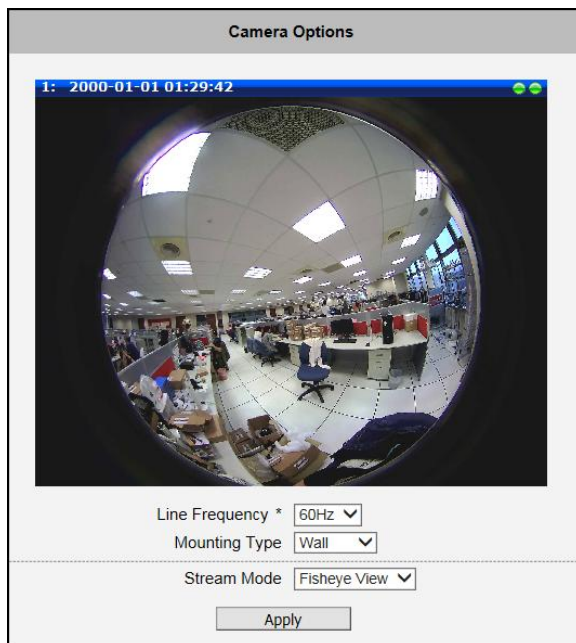 Camera Options
1: 2000-01-01 01:29:42
Line Frequency * 60Hz
Mounting Type Wall
Stream Mode Fisheye View
Apply